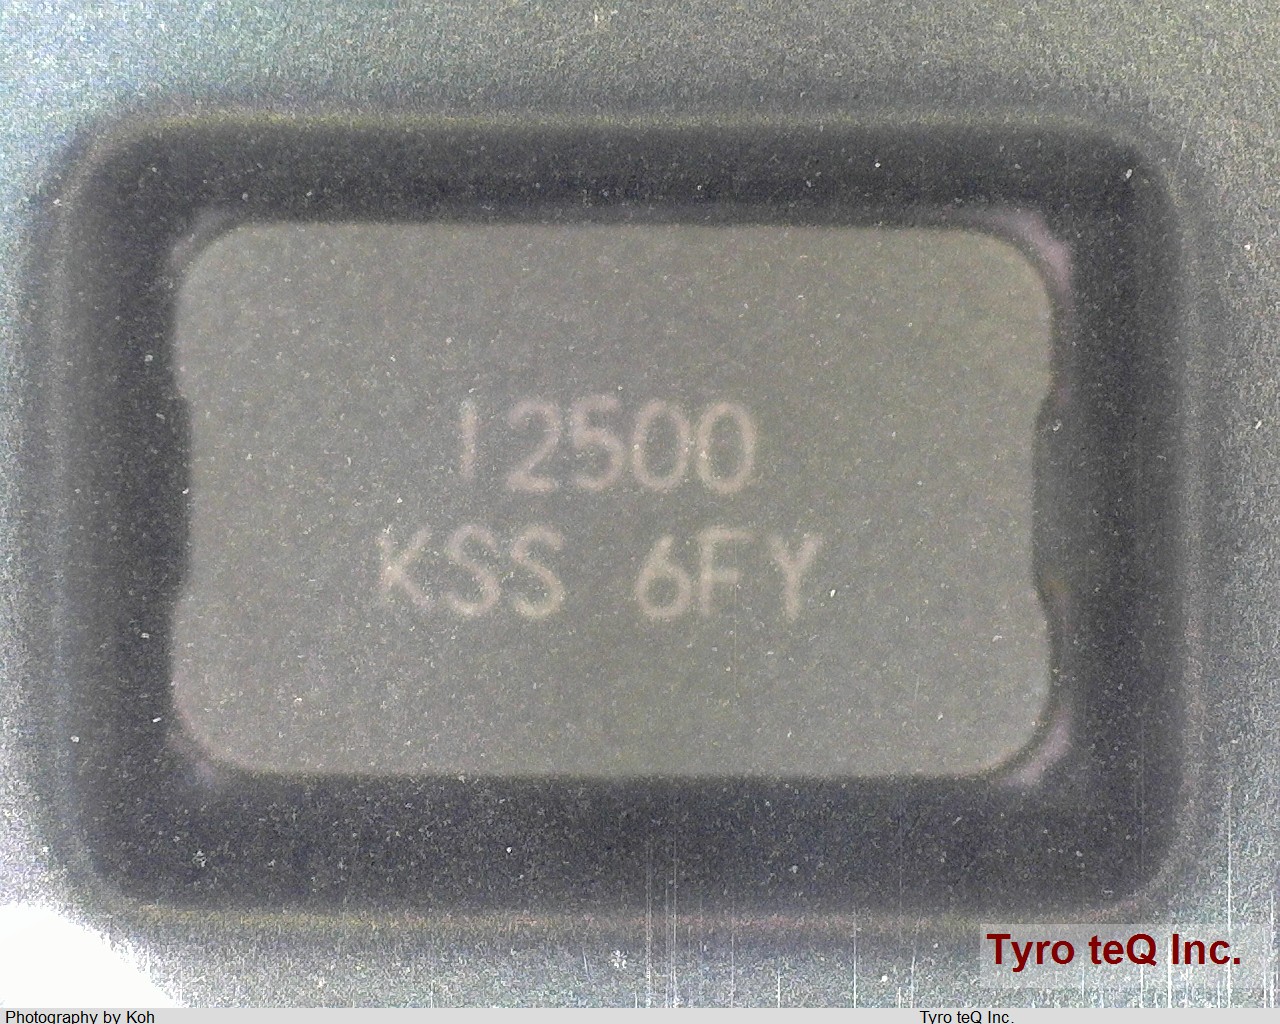 12500
KSS 6FY
Tyro teQ Inc.
Photography by Koh
Tyro teQ Inc.